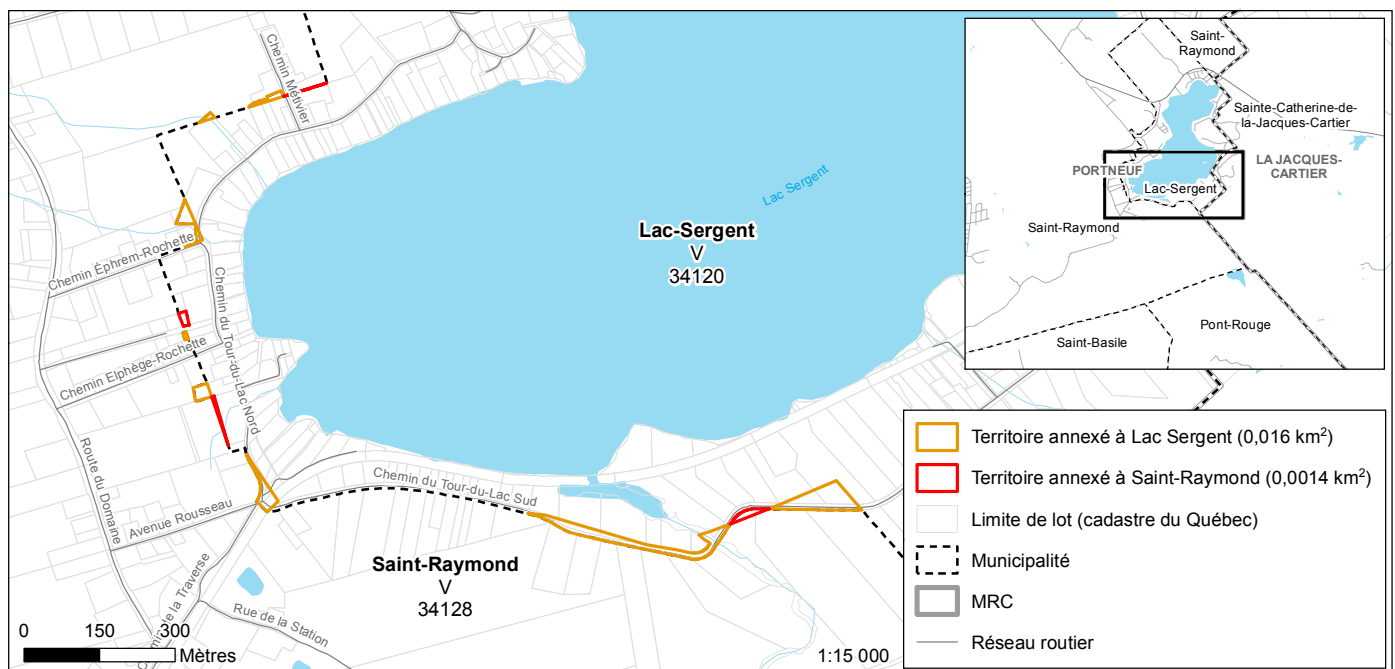 Chemin Métivier
Lac Sergent
Lac-Sergent
V
34120
Chemin Éphrem-Rochette
Chemin du Tour-du-Lac Nord
Chemin Elphège-Rochette
Route du Domaine
Avenue Rousseau
Chemin du Tour-du-Lac Sud
Chemin de la Traverse
Rue de la Station
Saint-Raymond
V
34128
0 150 300
Mètres
1:15 000
Saint-
Raymond
Sainte-Catherine-de-
la-Jacques-Cartier
PORTNEUF
LA JACQUES-
CARTIER
Lac-Sergent
Saint-Raymond
Pont-Rouge
Saint-Basile
Territoire annexé à Lac Sergent (0,016 km²)
Territoire annexé à Saint-Raymond (0,0014 km²)
Limite de lot (cadastre du Québec)
Municipalité
MRC
Réseau routier